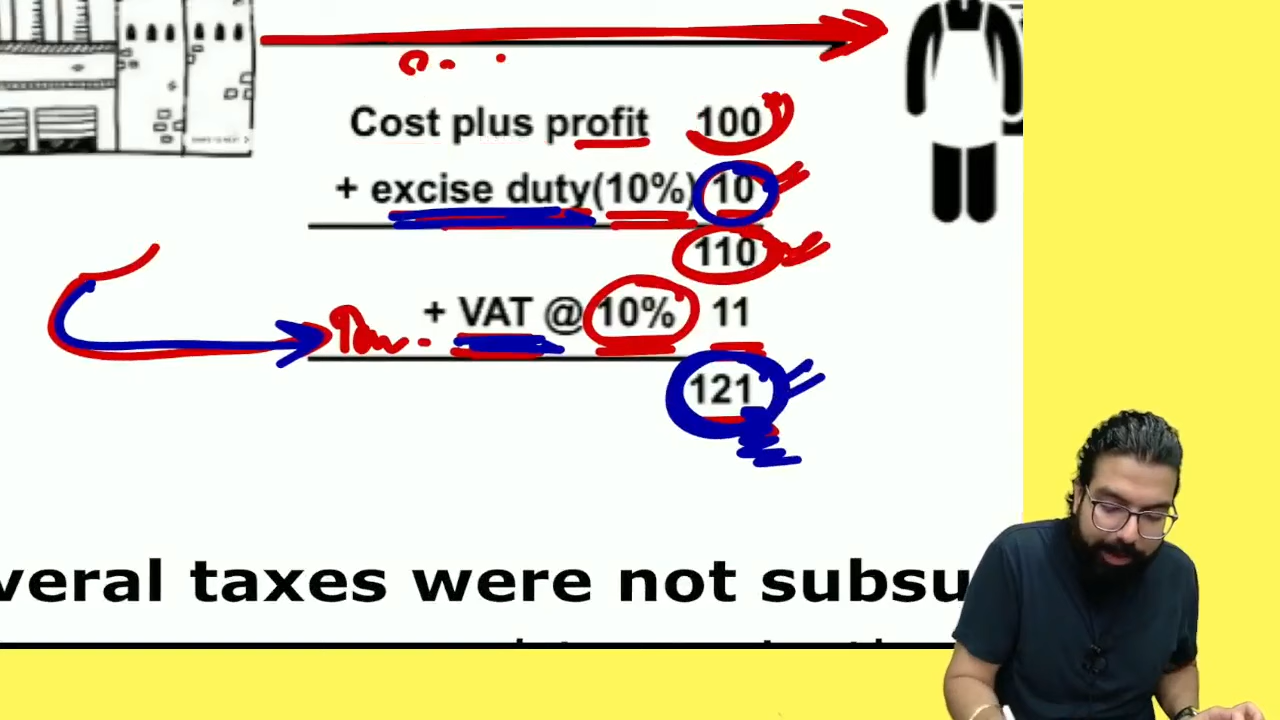 Cost plus profit 100
+ excise duty(10%) 10
110
+ VAT @ 10% 11
121
veral taxes were not subsu